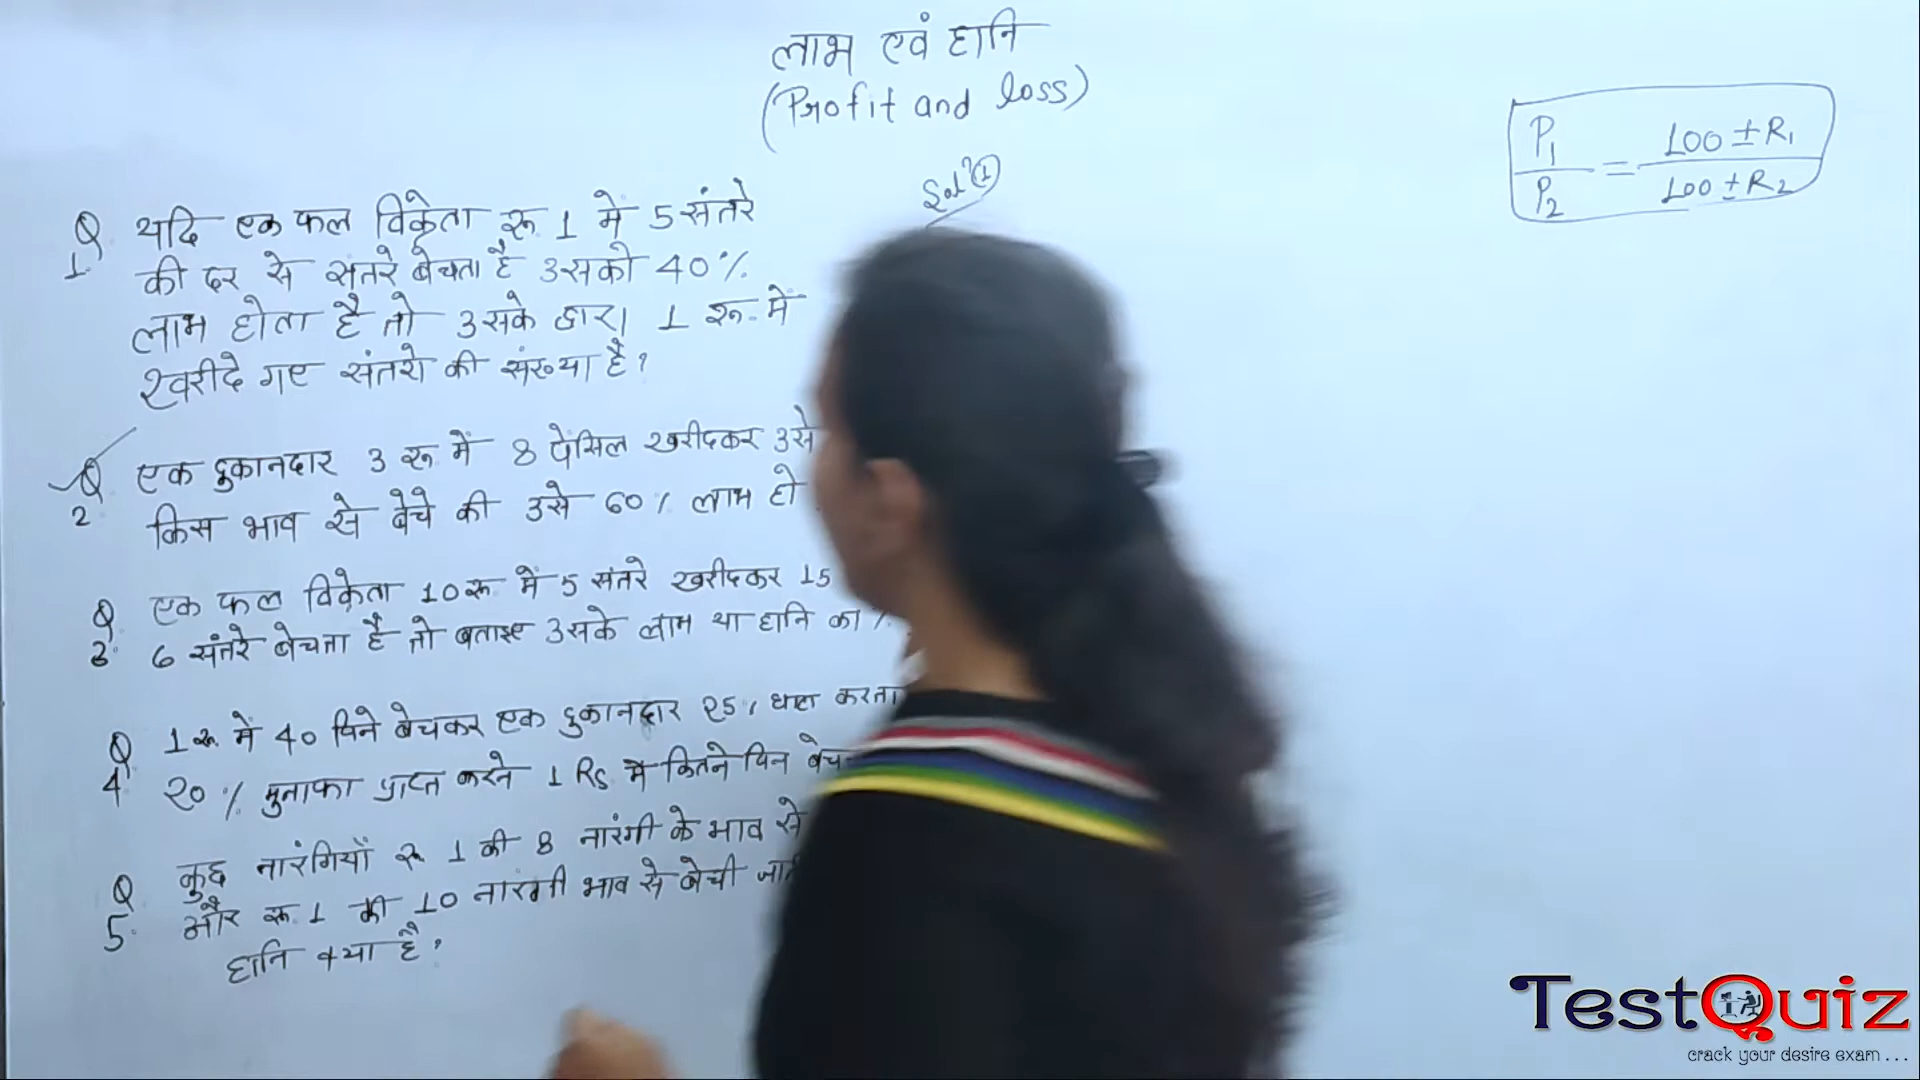 लाभ एवं हानि
(Profit and loss)
P1/P2 = 100 ± R1/100 ± R2
Solⁿ ①
Q 1. यदि एक फल विक्रेता रू. 1 में 5 संतरे
की दर से संतरे बेचता है उसको 40%
लाभ होता है तो उसके द्वारा 1 रू. में
खरीदे गए संतरो की संख्या है?
Q 2. एक दुकानदार 3 रू. में 8 पेंसिल खरीदकर उसे
किस भाव से बेचे की उसे 60% लाभ हो
Q 3. एक फल विक्रेता 10 रू. में 5 संतरे खरीदकर 15
6 संतरे बेचता है तो बताइए उसके लाभ या हानि का %
Q 4. 1 रू. में 40 पिने बेचकर एक दुकानदार 25% घाटा करता
20% मुनाफा प्राप्त करने 1 Rs में कितने पिन
Q 5. कुछ नारंगियाँ रू 1 की 8 नारंगी के भाव से
और रू. 1 की 10 नारंगी भाव से बेची
हानि क्या है?
TestQuiz
crack your desire exam ...